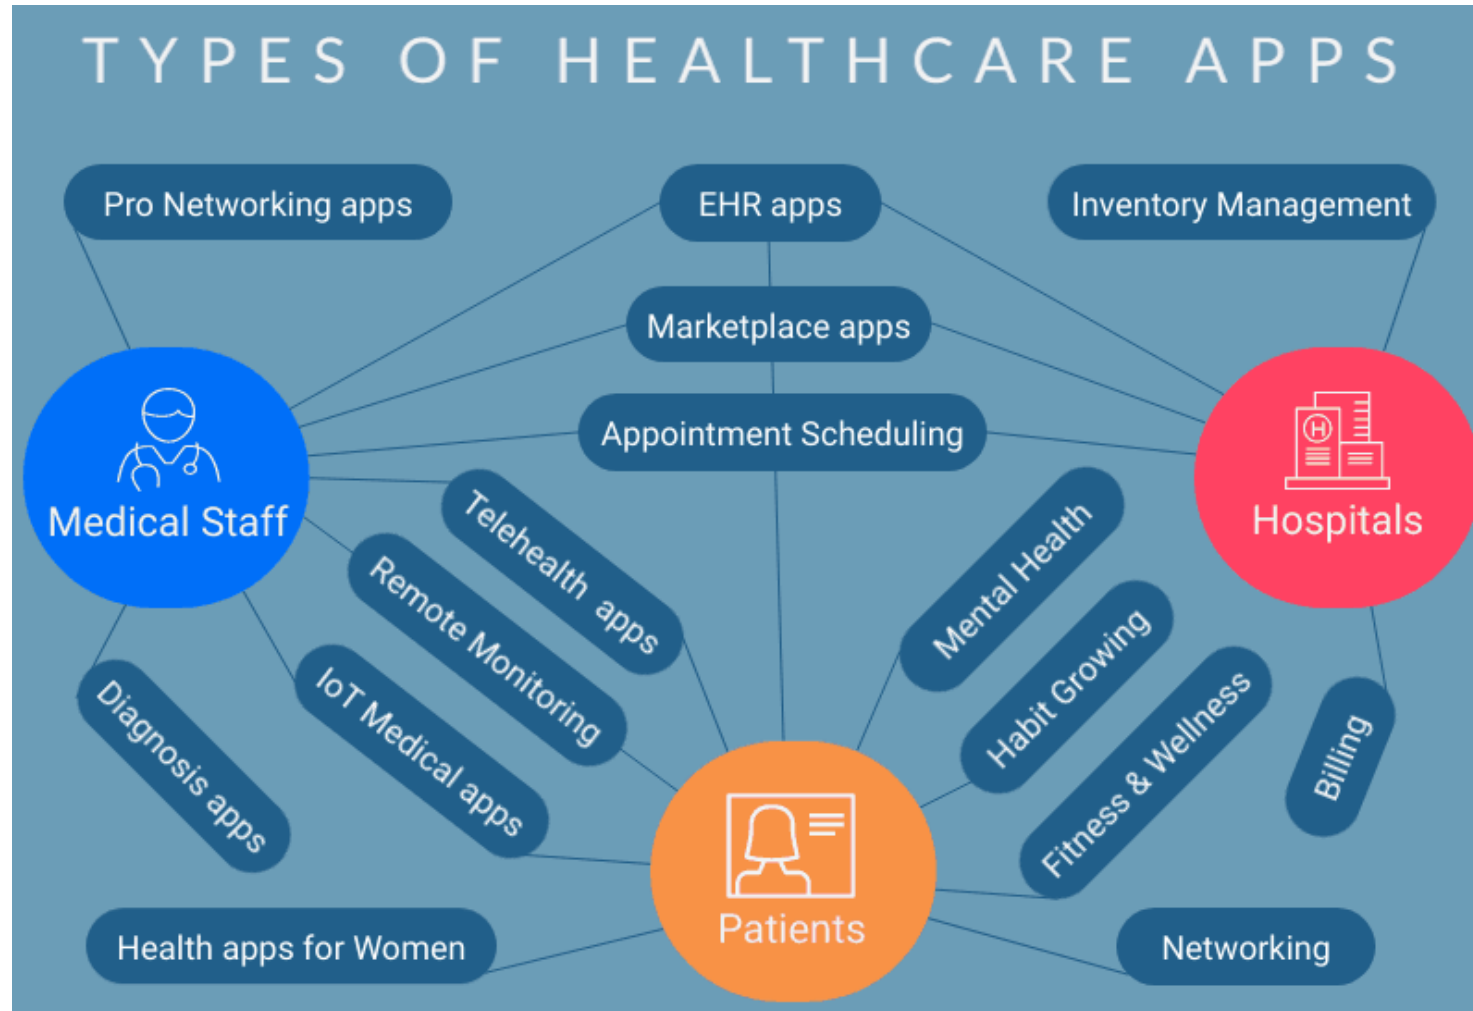 TYPES OF HEALTHCARE APPS
Pro Networking apps
EHR apps
Inventory Management
Marketplace apps
Appointment Scheduling
Medical Staff
Hospitals
H
Telehealth apps
Remote Monitoring
IoT Medical apps
Diagnosis apps
Mental Health
Habit Growing
Fitness & Wellness
Billing
Patients
Health apps for Women
Networking